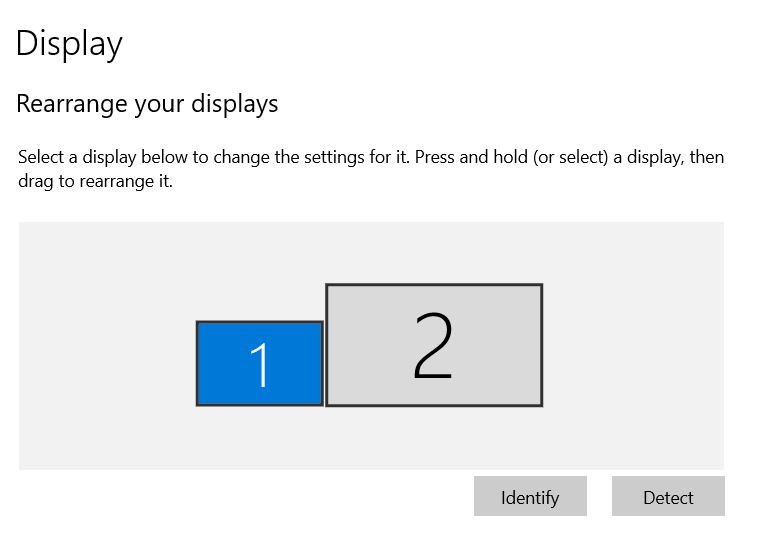 Display
Rearrange your displays
Select a display below to change the settings for it. Press and hold (or select) a display, then
drag to rearrange it.
1
2
Identify
Detect